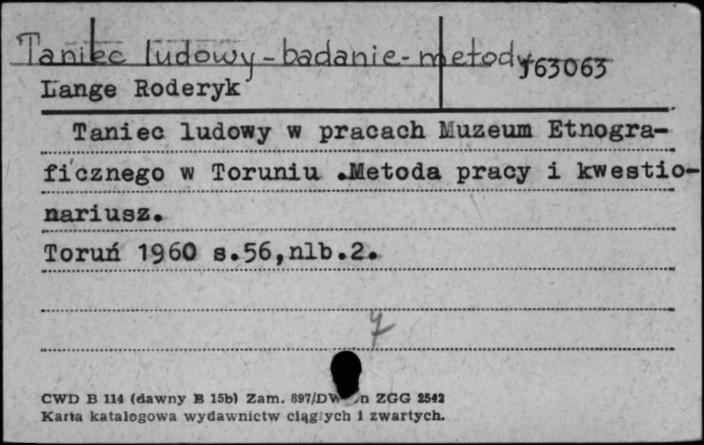 Taniec ludowy - badanie - metody
J63063
Lange Roderyk
Taniec ludowy w pracach Muzeum Etnogra-
ficznego w Toruniu .Metoda pracy i kwestio-
nariusz.
Toruń 1960 s.56,nlb.2.
CWD B 114 (dawny B 15b) Zam. 897/DW n ZGG 2542
Karta katalogowa wydawnictw ciągłych i zwartych.